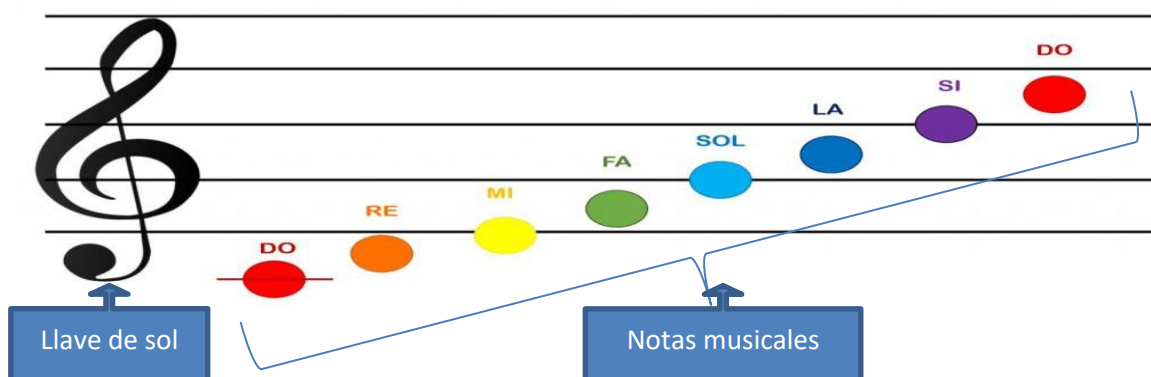 DO
RE
MI
FA
SOL
LA
SI
DO
Llave de sol
Notas musicales